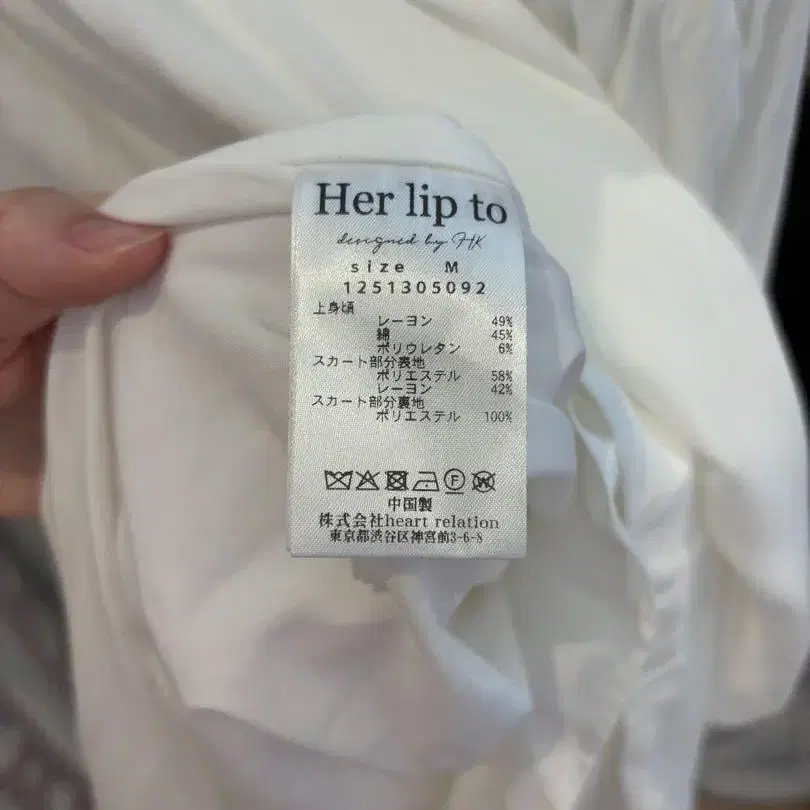 Her lip to
designed by HK
size M
1251305092
上身頃
レーヨン 49%
綿 45%
ポリウレタン 6%
スカート部分表地
ポリエステル 58%
レーヨン 42%
スカート部分裏地
ポリエステル 100%
中国製
株式会社heart relation
東京都渋谷区神宮前3-6-8